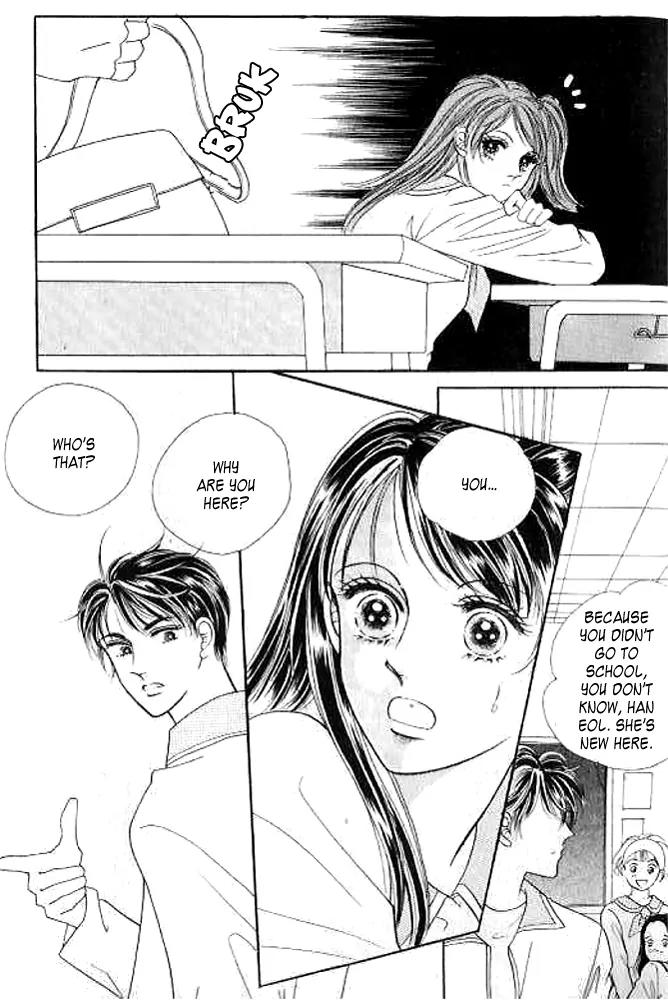 BRUK
WHO'S
THAT?
WHY
ARE YOU
HERE?
YOU...
BECAUSE
YOU DIDN'T
GO TO
SCHOOL,
YOU DON'T
KNOW, HAN
EOL. SHE'S
NEW HERE.